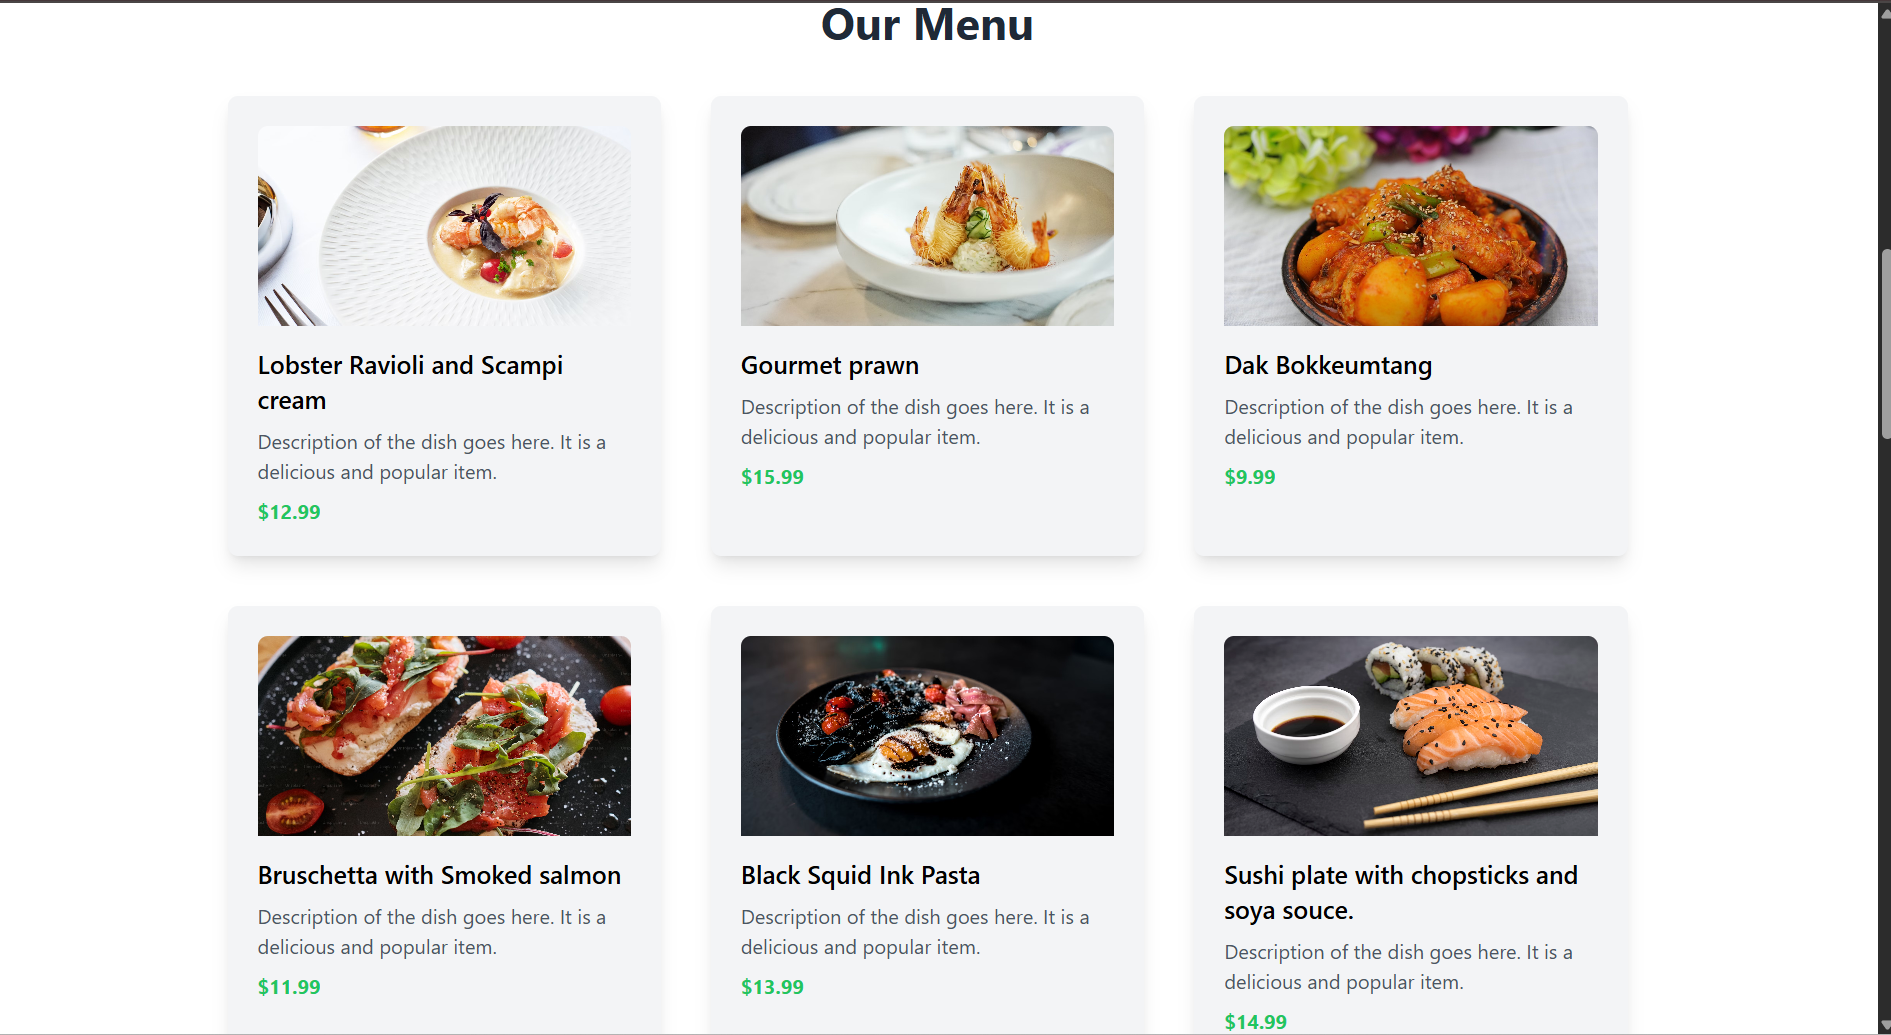 Our Menu
Lobster Ravioli and Scampi
cream
Description of the dish goes here. It is a
delicious and popular item.
$12.99
Gourmet prawn
Description of the dish goes here. It is a
delicious and popular item.
$15.99
Dak Bokkeumtang
Description of the dish goes here. It is a
delicious and popular item.
$9.99
Bruschetta with Smoked salmon
Description of the dish goes here. It is a
delicious and popular item.
$11.99
Black Squid Ink Pasta
Description of the dish goes here. It is a
delicious and popular item.
$13.99
Sushi plate with chopsticks and
soya souce.
Description of the dish goes here. It is a
delicious and popular item.
$14.99